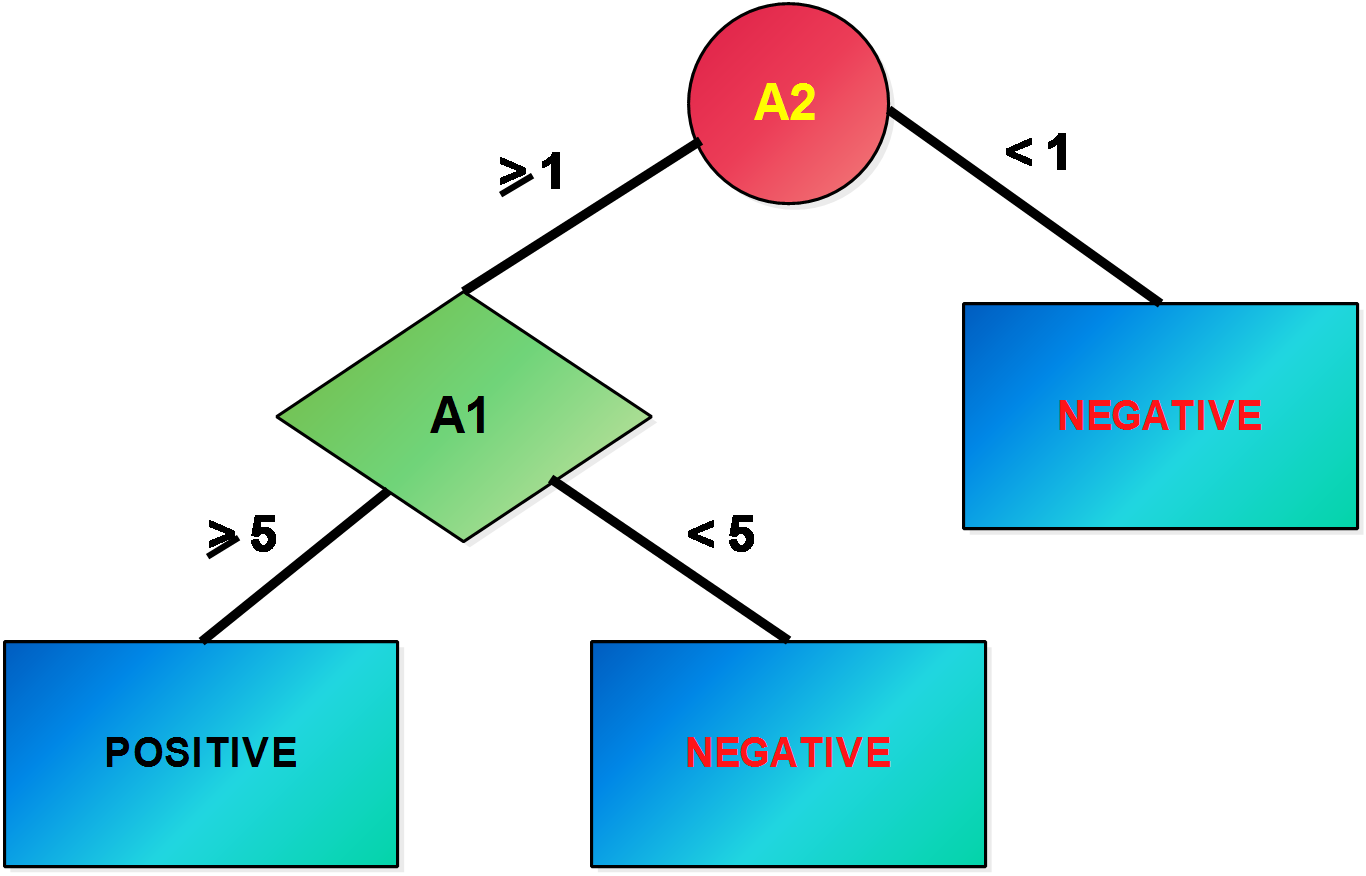 A2
≥ 1
< 1
A1
NEGATIVE
≥ 5
< 5
POSITIVE
NEGATIVE